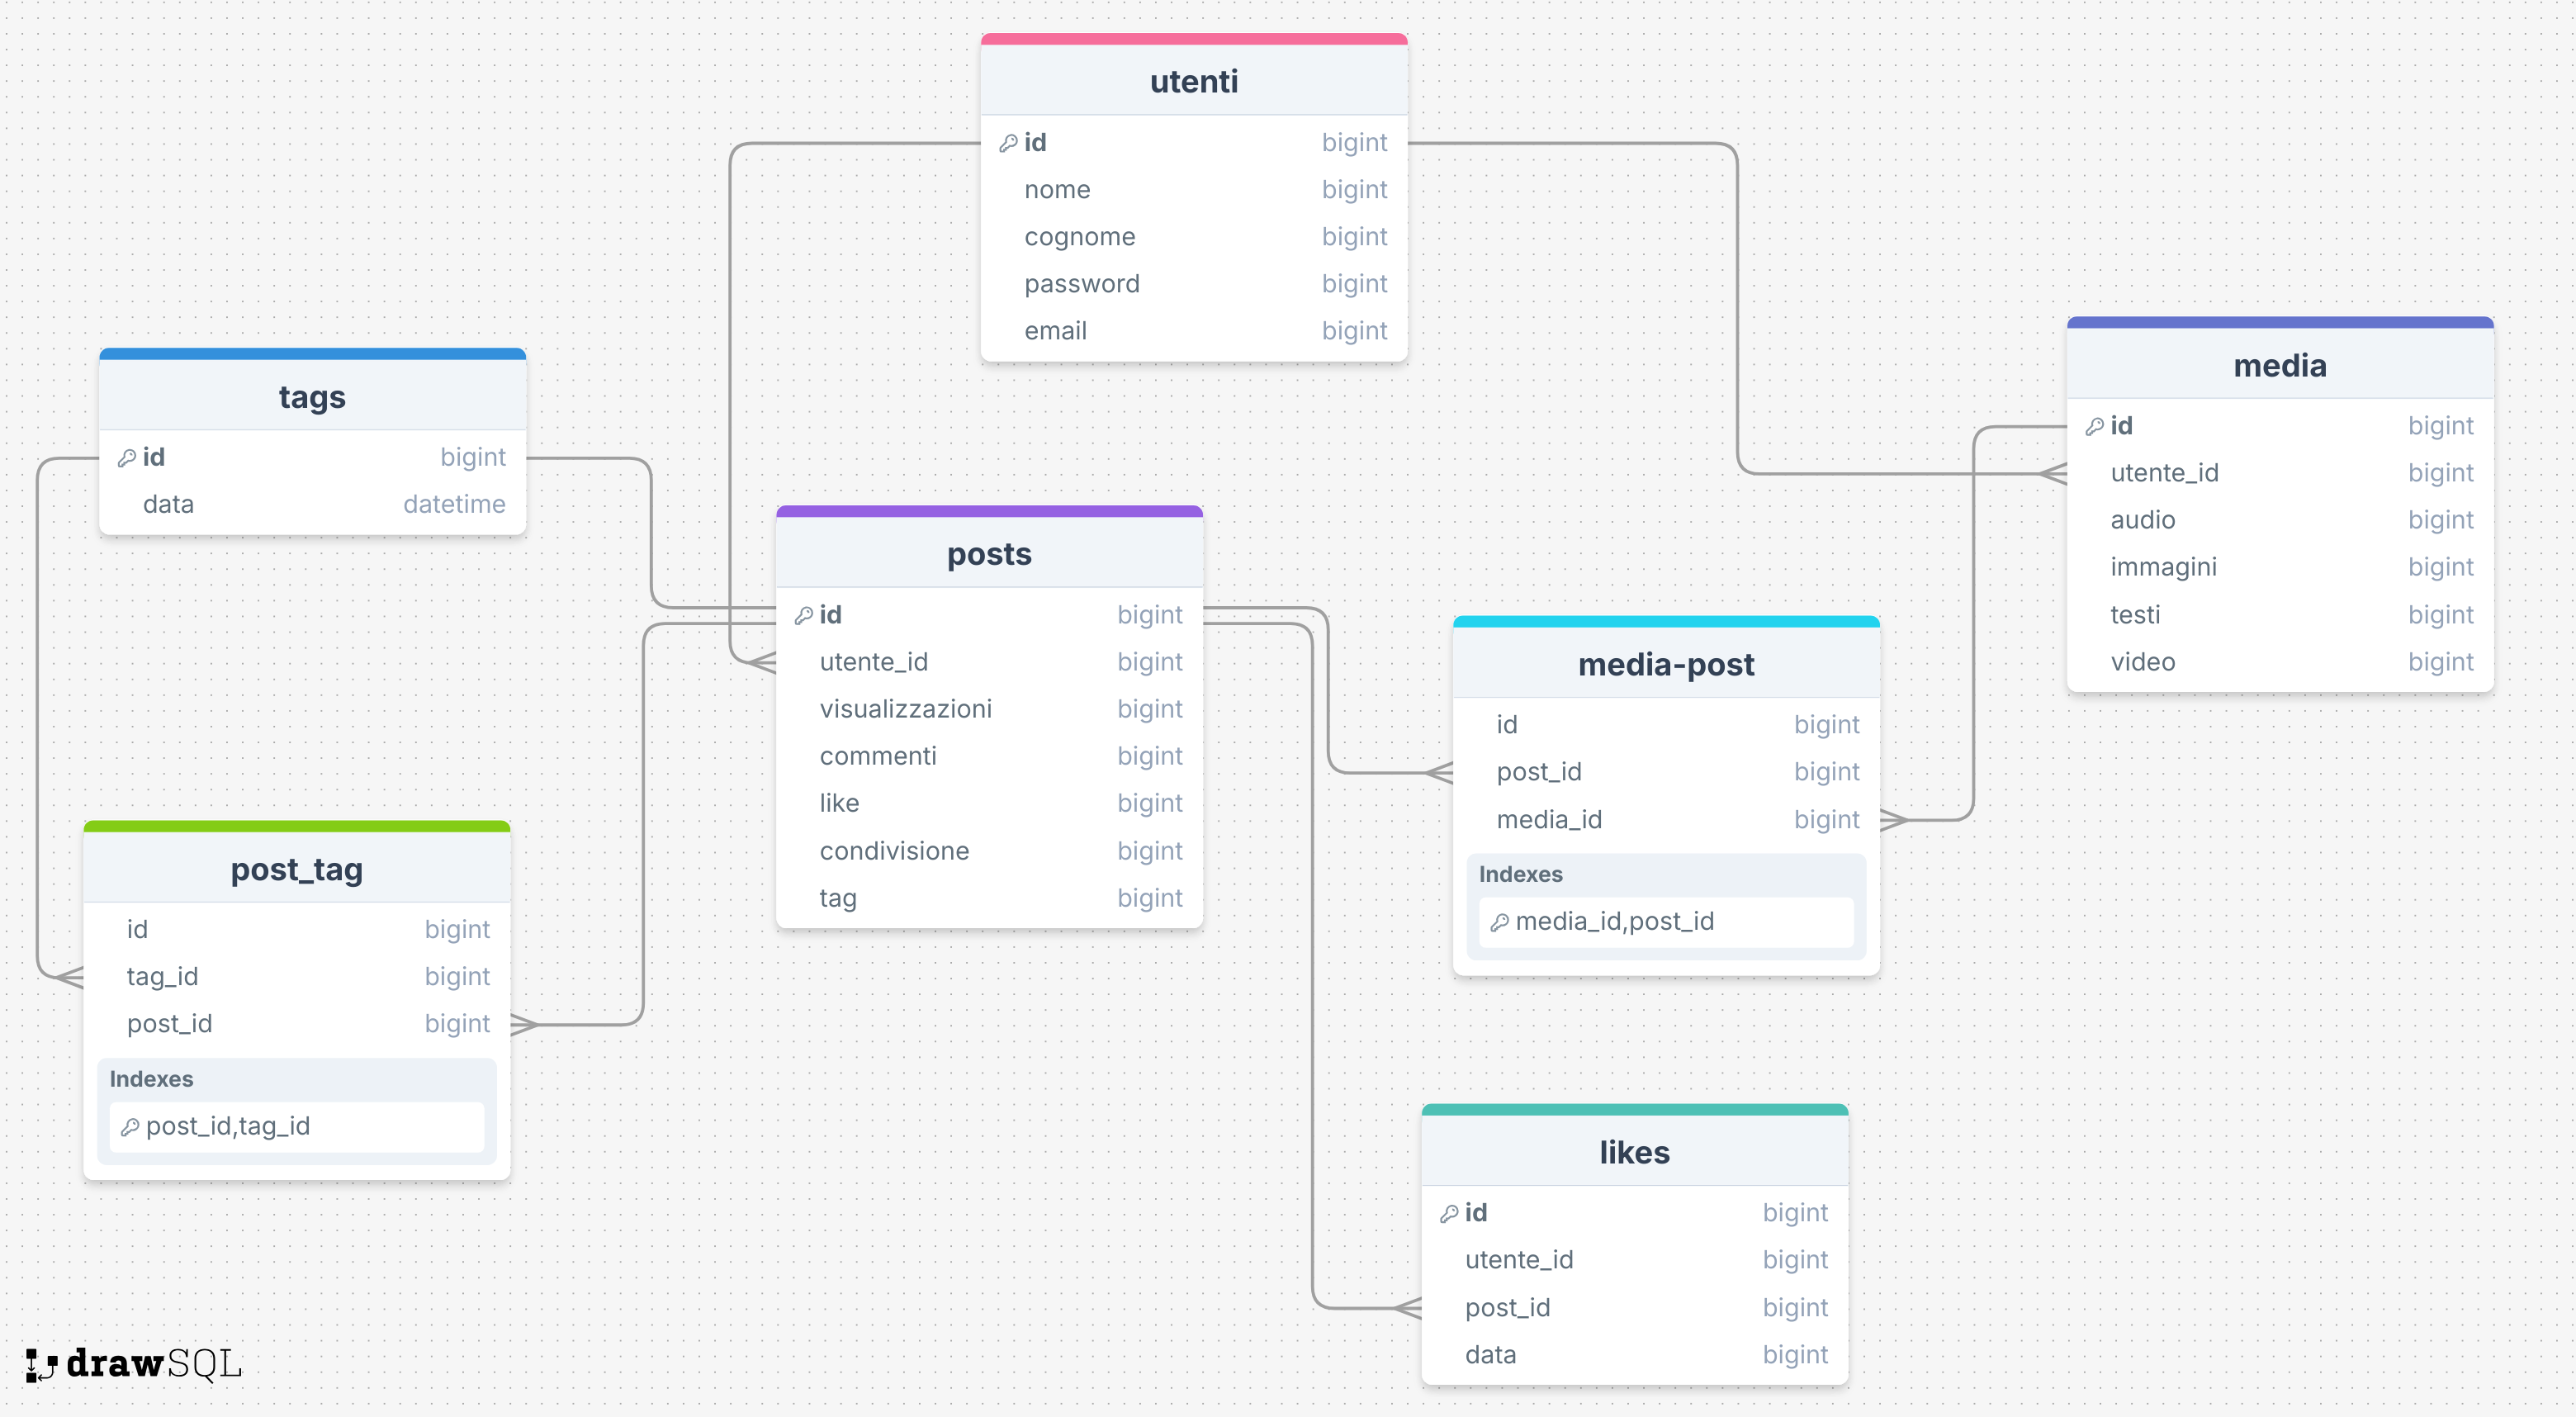 utenti
id bigint
nome bigint
cognome bigint
password bigint
email bigint
tags
id bigint
data datetime
media
id bigint
utente_id bigint
audio bigint
immagini bigint
testi bigint
video bigint
posts
id bigint
utente_id bigint
visualizzazioni bigint
commenti bigint
like bigint
condivisione bigint
tag bigint
media-post
id bigint
post_id bigint
media_id bigint
Indexes
media_id,post_id
post_tag
id bigint
tag_id bigint
post_id bigint
Indexes
post_id,tag_id
likes
id bigint
utente_id bigint
post_id bigint
data bigint
drawSQL